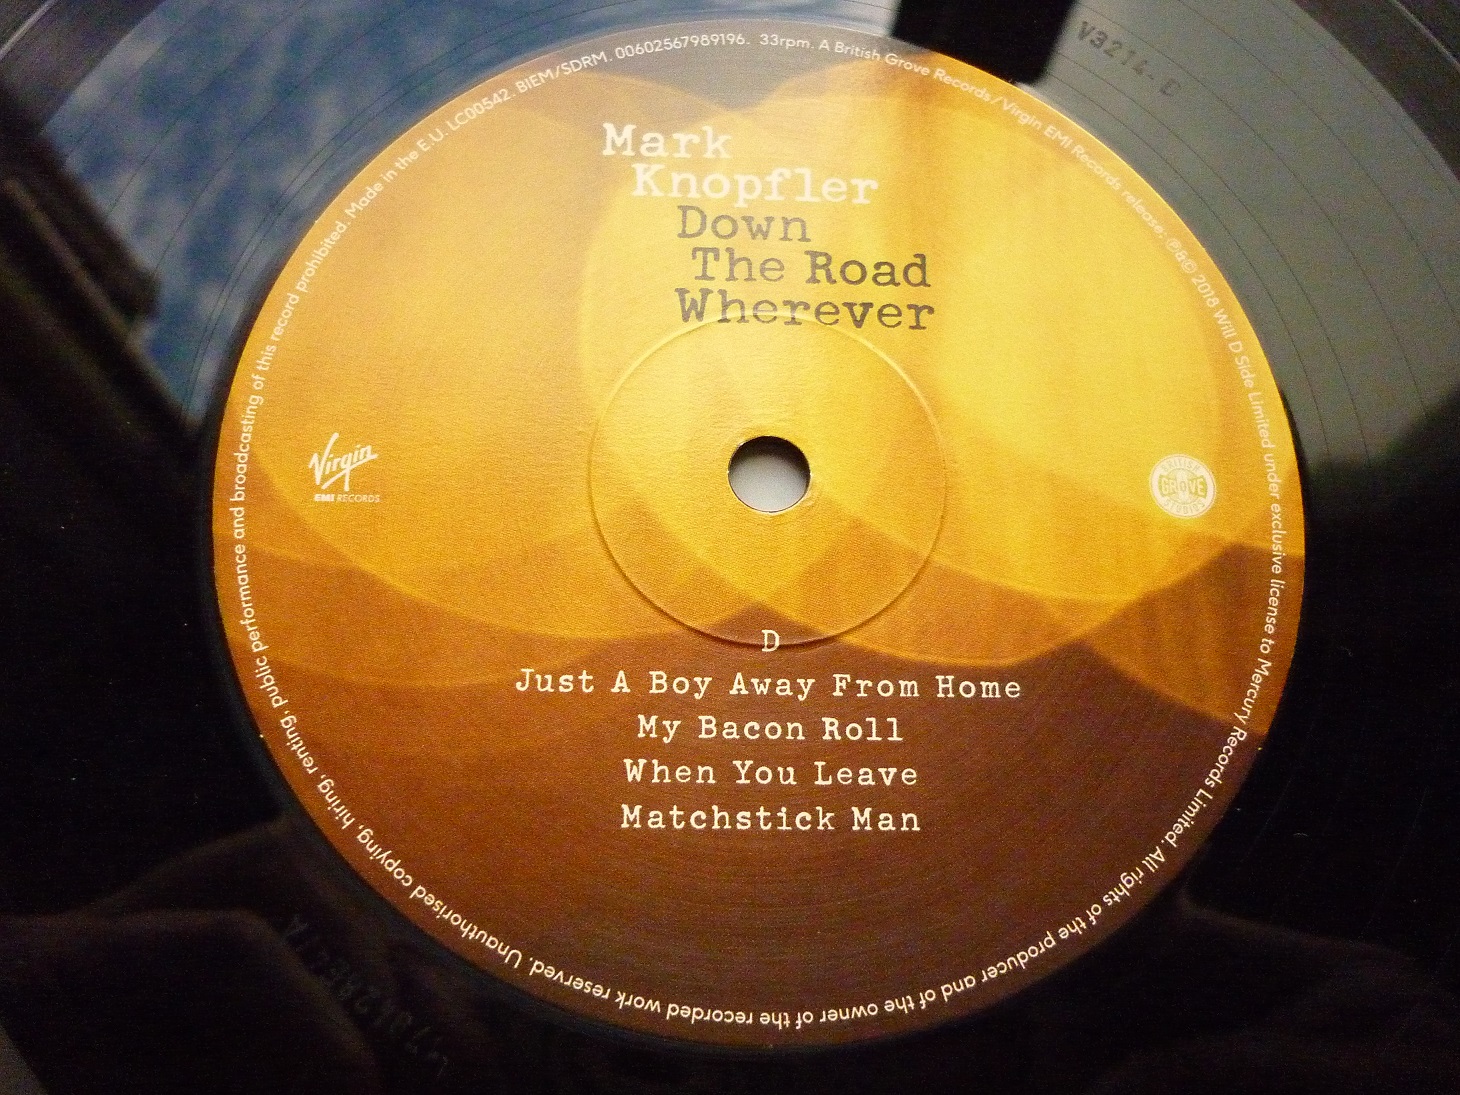 Mark
Knopfler
Down
The Road
Wherever
Virgin
EMI RECORDS
BRITISH
GROVE
STUDIOS
D
Just A Boy Away From Home
My Bacon Roll
When You Leave
Matchstick Man
00602567989196. 33rpm. A British Grove Records/Virgin EMI Records release. ℗&© 2018 Will D Side Limited under exclusive license to Mercury Records Limited. All rights of the producer and of the owner of the recorded work reserved. Unauthorised copying, hiring, renting, public performance and broadcasting of this record prohibited. Made in the E.U. LC00542. BIEM/SDRM.
V3214-D